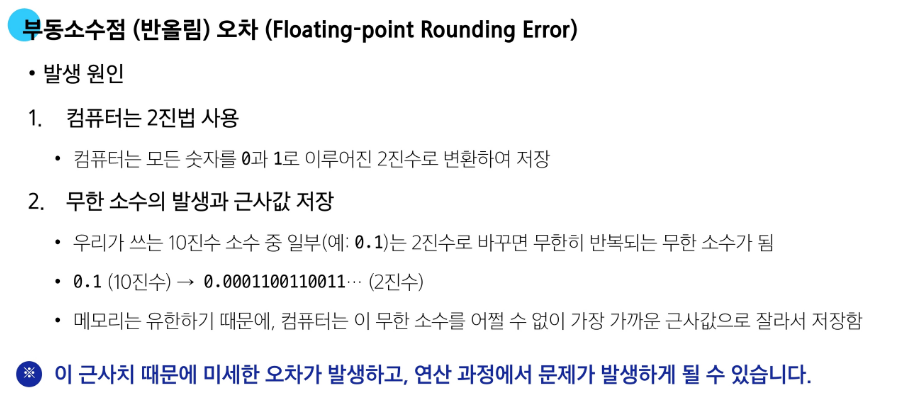 부동소수점 (반올림) 오차 (Floating-point Rounding Error)
• 발생 원인
1. 컴퓨터는 2진법 사용
• 컴퓨터는 모든 숫자를 0과 1로 이루어진 2진수로 변환하여 저장
2. 무한 소수의 발생과 근사값 저장
• 우리가 쓰는 10진수 소수 중 일부(예: 0.1)는 2진수로 바꾸면 무한히 반복되는 무한 소수가 됨
• 0.1 (10진수) → 0.0001100110011… (2진수)
• 메모리는 유한하기 때문에, 컴퓨터는 이 무한 소수를 어쩔 수 없이 가장 가까운 근사값으로 잘라서 저장함
※ 이 근사치 때문에 미세한 오차가 발생하고, 연산 과정에서 문제가 발생하게 될 수 있습니다.